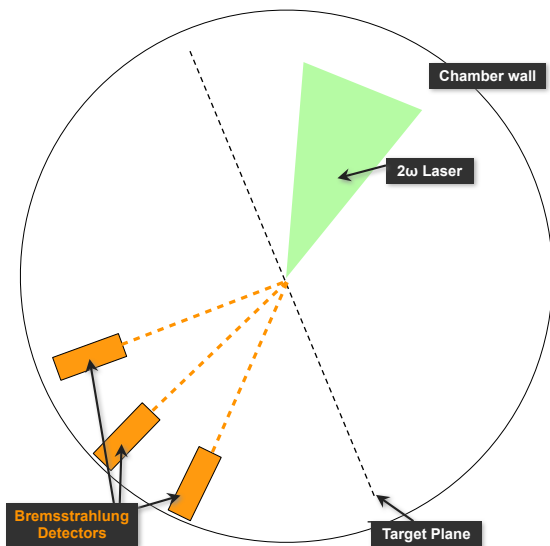 Chamber wall
2ω Laser
Bremsstrahlung
Detectors
Target Plane